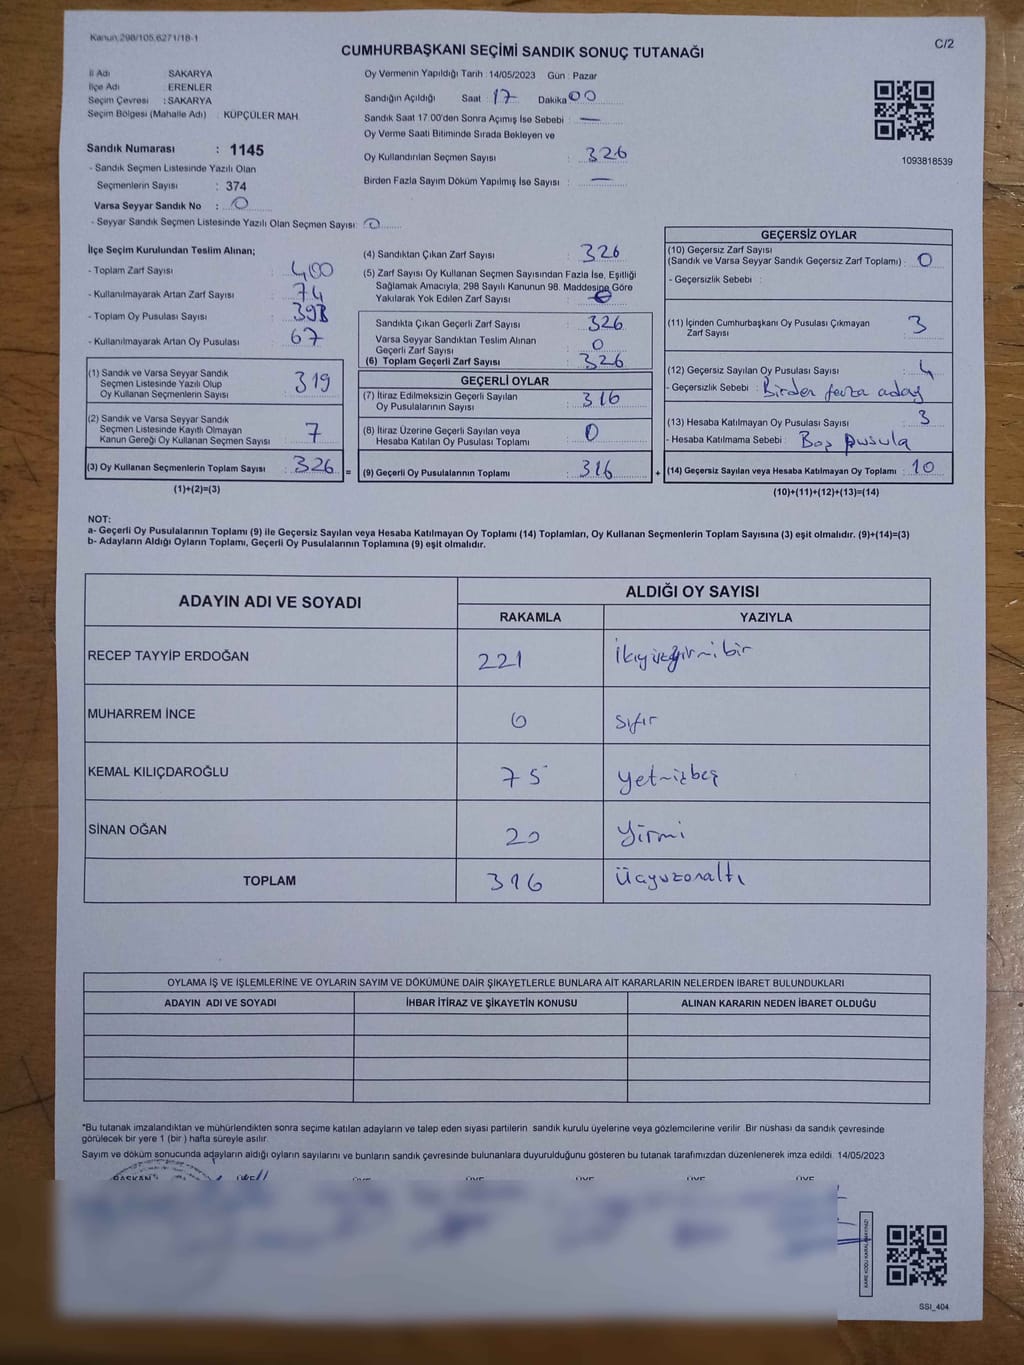 Kanun 298/105.6271/18-1
C/2
CUMHURBAŞKANI SEÇİMİ SANDIK SONUÇ TUTANAĞI
İl Adı SAKARYA
İlçe Adı : ERENLER
Seçim Çevresi : SAKARYA
Seçim Bölgesi (Mahalle Adı) : KÜPÇÜLER MAH.
Sandık Numarası : 1145
- Sandık Seçmen Listesinde Yazılı Olan
Seçmenlerin Sayısı : 374
Varsa Seyyar Sandık No : 0
- Seyyar Sandık Seçmen Listesinde Yazılı Olan Seçmen Sayısı: 0
Oy Vermenin Yapıldığı Tarih : 14/05/2023 Gün : Pazar
Sandığın Açıldığı Saat : 17 Dakika 00
Sandık Saat 17.00'den Sonra Açımış İse Sebebi : —
Oy Verme Saati Bitiminde Sırada Bekleyen ve
Oy Kullandırılan Seçmen Sayısı : 326
Birden Fazla Sayım Döküm Yapılmış İse Sayısı : —
1093818539
İlçe Seçim Kurulundan Teslim Alınan;
- Toplam Zarf Sayısı : 400
- Kullanılmayarak Artan Zarf Sayısı : 74
- Toplam Oy Pusulası Sayısı : 393
- Kullanılmayarak Artan Oy Pusulası : 67
(1) Sandık ve Varsa Seyyar Sandık
Seçmen Listesinde Yazılı Olup
Oy Kullanan Seçmenlerin Sayısı : 319
(2) Sandık ve Varsa Seyyar Sandık
Seçmen Listesinde Kayıtlı Olmayan
Kanun Gereği Oy Kullanan Seçmen Sayısı : 7
(3) Oy Kullanan Seçmenlerin Toplam Sayısı : 326 =
(1)+(2)=(3)
(4) Sandıktan Çıkan Zarf Sayısı : 326
(5) Zarf Sayısı Oy Kullanan Seçmen Sayısından Fazla İse, Eşitliği
Sağlamak Amacıyla, 298 Sayılı Kanunun 98. Maddesine Göre
Yakılarak Yok Edilen Zarf Sayısı : 0
Sandıkta Çıkan Geçerli Zarf Sayısı : 326
Varsa Seyyar Sandıktan Teslim Alınan
Geçerli Zarf Sayısı : 0
(6) Toplam Geçerli Zarf Sayısı : 326
GEÇERLİ OYLAR
(7) İtiraz Edilmeksizin Geçerli Sayılan
Oy Pusulalarının Sayısı : 316
(8) İtiraz Üzerine Geçerli Sayılan veya
Hesaba Katılan Oy Pusulaları Toplamı : 0
(9) Geçerli Oy Pusulalarının Toplamı : 316 +
GEÇERSİZ OYLAR
(10) Geçersiz Zarf Sayısı
(Sandık ve Varsa Seyyar Sandık Geçersiz Zarf Toplamı) : 0
- Geçersizlik Sebebi :
(11) İçinden Cumhurbaşkanı Oy Pusulası Çıkmayan
Zarf Sayısı : 3
(12) Geçersiz Sayılan Oy Pusulası Sayısı : 4
- Geçersizlik Sebebi : Birden fazla aday
(13) Hesaba Katılmayan Oy Pusulası Sayısı : 3
- Hesaba Katılmama Sebebi : Boş pusula
(14) Geçersiz Sayılan veya Hesaba Katılmayan Oy Toplamı : 10
(10)+(11)+(12)+(13)=(14)
NOT:
a- Geçerli Oy Pusulalarının Toplamı (9) ile Geçersiz Sayılan veya Hesaba Katılmayan Oy Toplamı (14) Toplamları, Oy Kullanan Seçmenlerin Toplam Sayısına (3) eşit olmalıdır. (9)+(14)=(3)
b- Adayların Aldığı Oyların Toplamı, Geçerli Oy Pusulalarının Toplamına (9) eşit olmalıdır.
ADAYIN ADI VE SOYADI ALDIĞI OY SAYISI
RAKAMLA YAZIYLA
RECEP TAYYİP ERDOĞAN 221 ikiyüzyirmibir
MUHARREM İNCE 0 sıfır
KEMAL KILIÇDAROĞLU 75 yetmişbeş
SİNAN OĞAN 20 Yirmi
TOPLAM 316 Üçyüzonaltı
OYLAMA İŞ VE İŞLEMLERİNE VE OYLARIN SAYIM VE DÖKÜMÜNE DAİR ŞİKAYETLERLE BUNLARA AİT KARARLARIN NELERDEN İBARET BULUNDUKLARI
ADAYIN ADI VE SOYADI İHBAR İTİRAZ VE ŞİKAYETİN KONUSU ALINAN KARARIN NEDEN İBARET OLDUĞU
*Bu tutanak imzalandıktan ve mühürlendikten sonra seçime katılan adayların ve talep eden siyasi partilerin sandık kurulu üyelerine veya gözlemcilerine verilir. Bir nüshası da sandık çevresinde
görülecek bir yere 1 (bir) hafta süreyle asılır.
Sayım ve döküm sonucunda adayların aldığı oyların sayılarını ve bunların sandık çevresinde bulunanlara duyurulduğunu gösteren bu tutanak tarafımızdan düzenlenerek imza edildi. 14/05/2023
BAŞKAN ÜYE ÜYE ÜYE ÜYE ÜYE
SSI_404